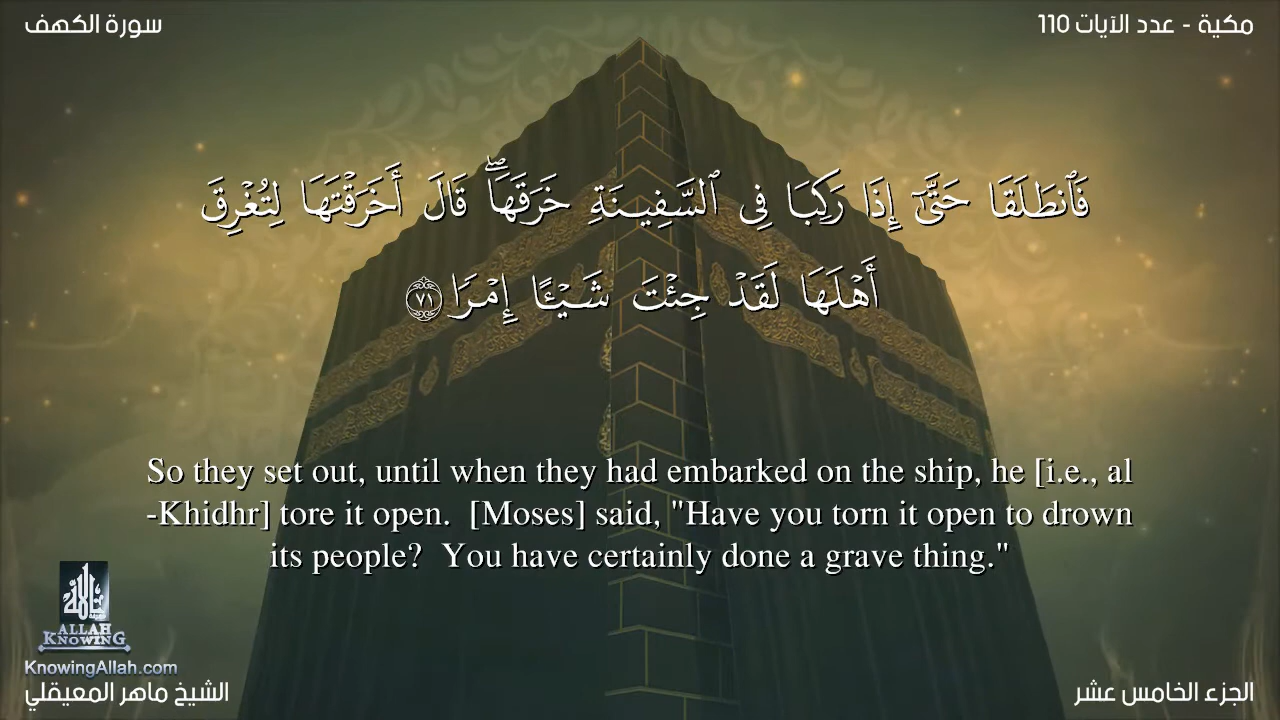 سورة الكهف
مكية - عدد الآيات 110
فَٱنطَلَقَا حَتَّىٰٓ إِذَا رَكِبَا فِى ٱلسَّفِينَةِ خَرَقَهَاۖ قَالَ أَخَرَقْتَهَا لِتُغْرِقَ
أَهْلَهَا لَقَدْ جِئْتَ شَيْـًٔا إِمْرًا ٧١
So they set out, until when they had embarked on the ship, he [i.e., al
-Khidhr] tore it open.  [Moses] said, "Have you torn it open to drown
its people?  You have certainly done a grave thing."
الله
ALLAH
KNOWING
KnowingAllah.com
الشيخ ماهر المعيقلي
الجزء الخامس عشر